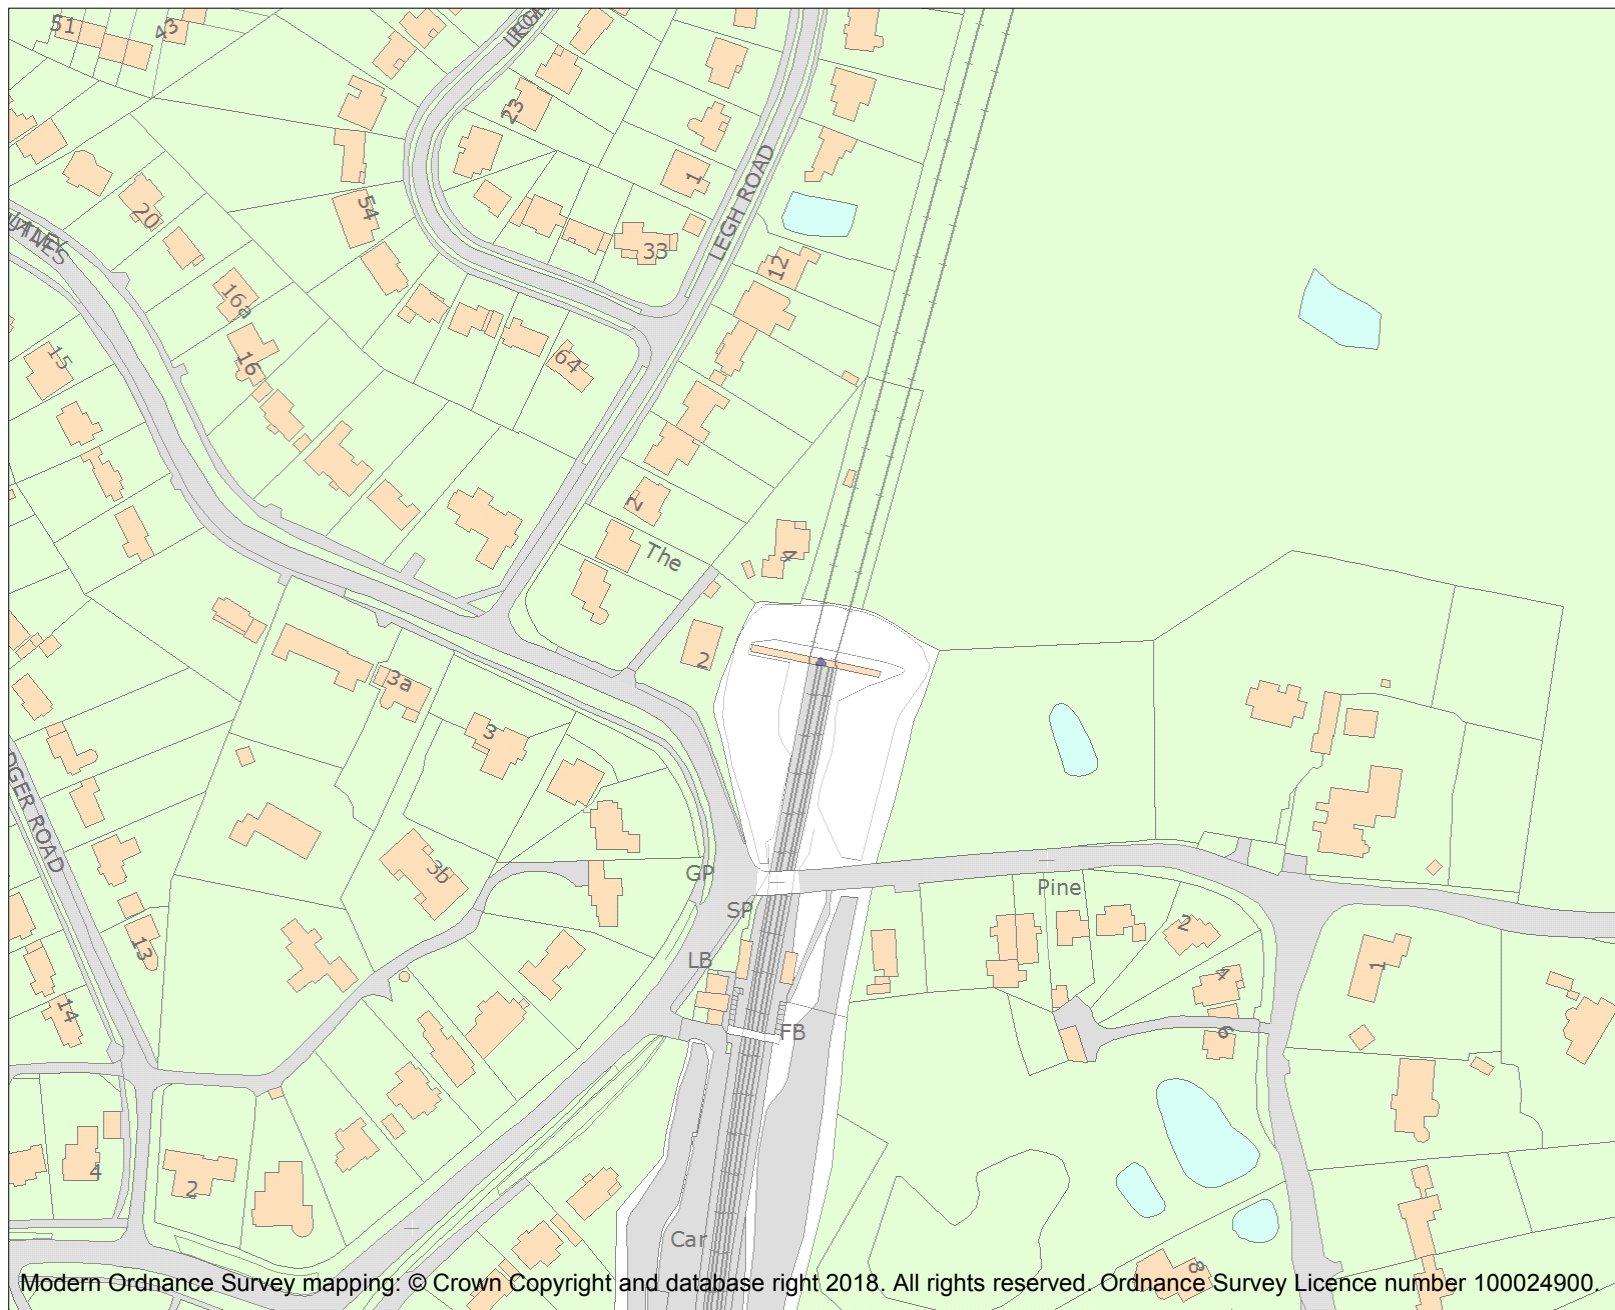 51
43
23
1
LEGH ROAD
54
20
33
12
16a
15
16
64
2
The
4
2
3a
3
3b
GP
Pine
SP
2
13
LB
1
4
14
FB
6
4
2
Car
8
Modern Ordnance Survey mapping: © Crown Copyright and database right 2018. All rights reserved. Ordnance Survey Licence number 100024900.